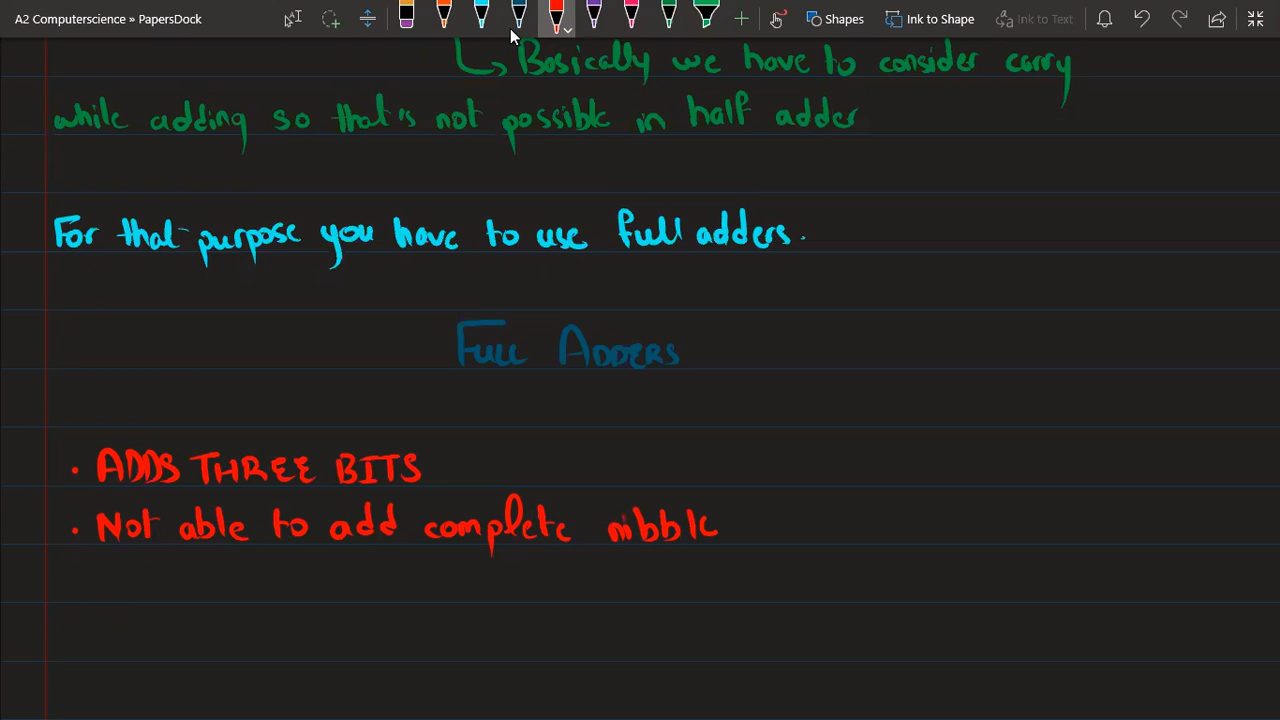 A2 Computerscience » PapersDock
Shapes
Ink to Shape
Ink to Text
Basically we have to consider carry
while adding so that's not possible in half adder
For that purpose you have to use full adders.
FULL ADDERS
• ADDS THREE BITS
• Not able to add complete nibble